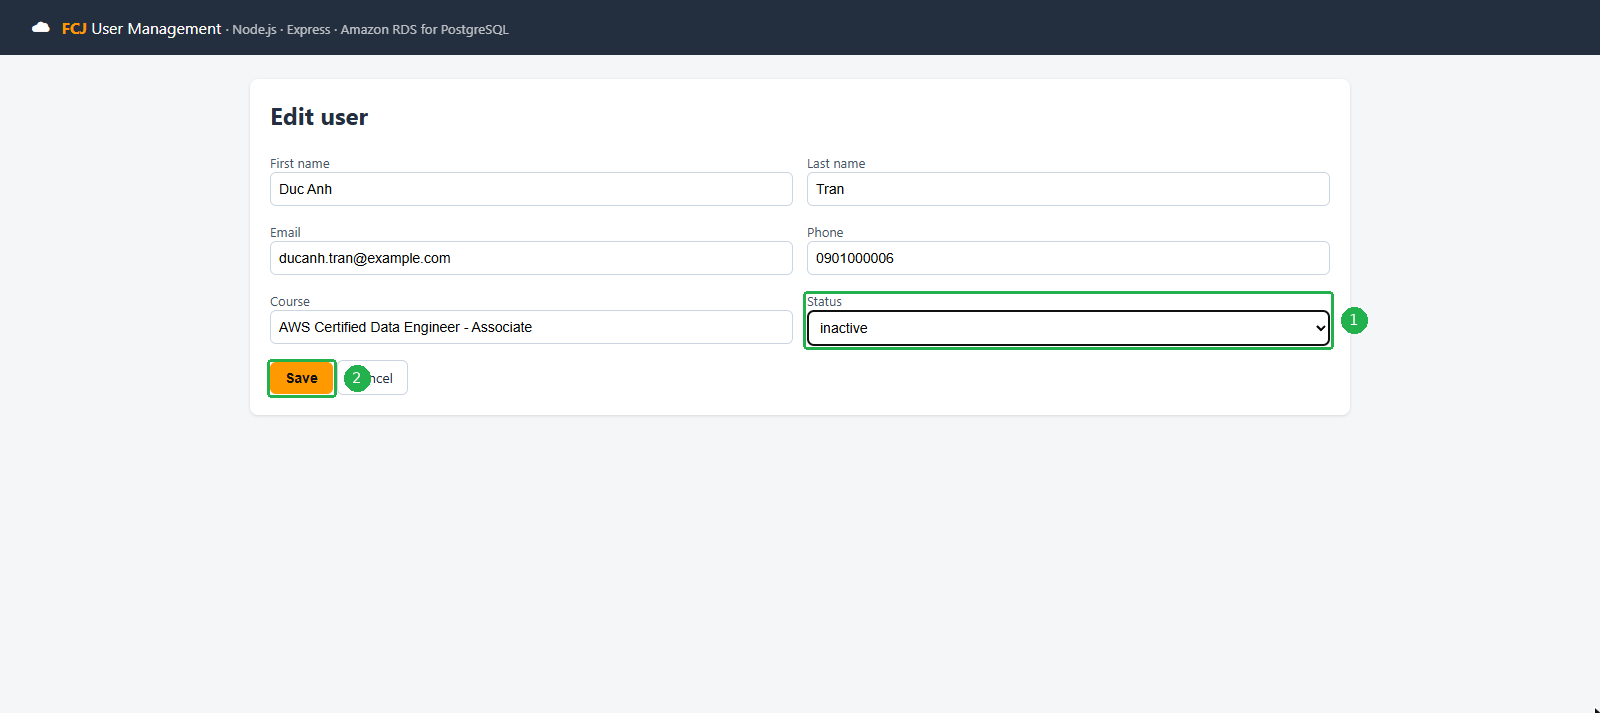 FCJ User Management · Node.js · Express · Amazon RDS for PostgreSQL
Edit user
First name
Last name
Duc Anh
Tran
Email
Phone
ducanh.tran@example.com
0901000006
Course
Status
AWS Certified Data Engineer - Associate
inactive
1
Save
2
ncel